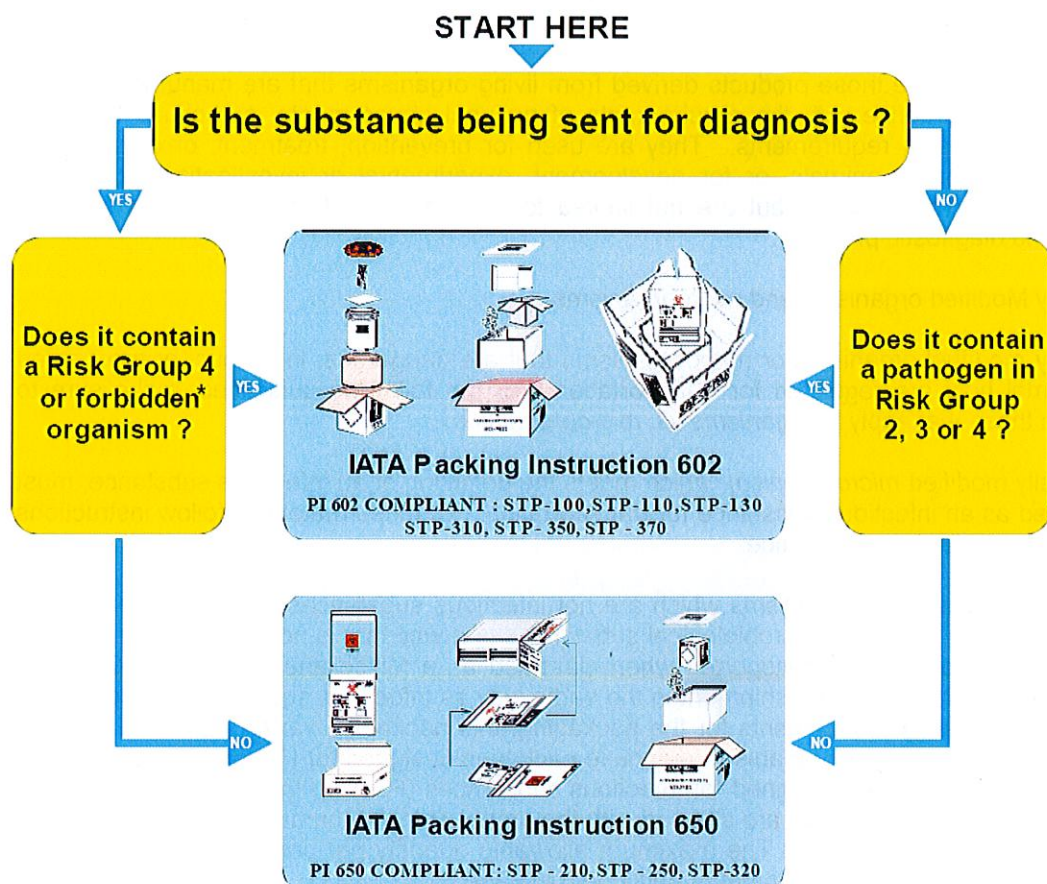 START HERE
Is the substance being sent for diagnosis ?
YES
NO
Does it contain
a Risk Group 4
or forbidden*
organism ?
YES
YES
Does it contain
a pathogen in
Risk Group
2, 3 or 4 ?
IATA Packing Instruction 602
PI 602 COMPLIANT : STP-100, STP-110, STP-130
STP-310, STP - 350, STP - 370
NO
NO
IATA Packing Instruction 650
PI 650 COMPLIANT: STP - 210, STP - 250, STP-320